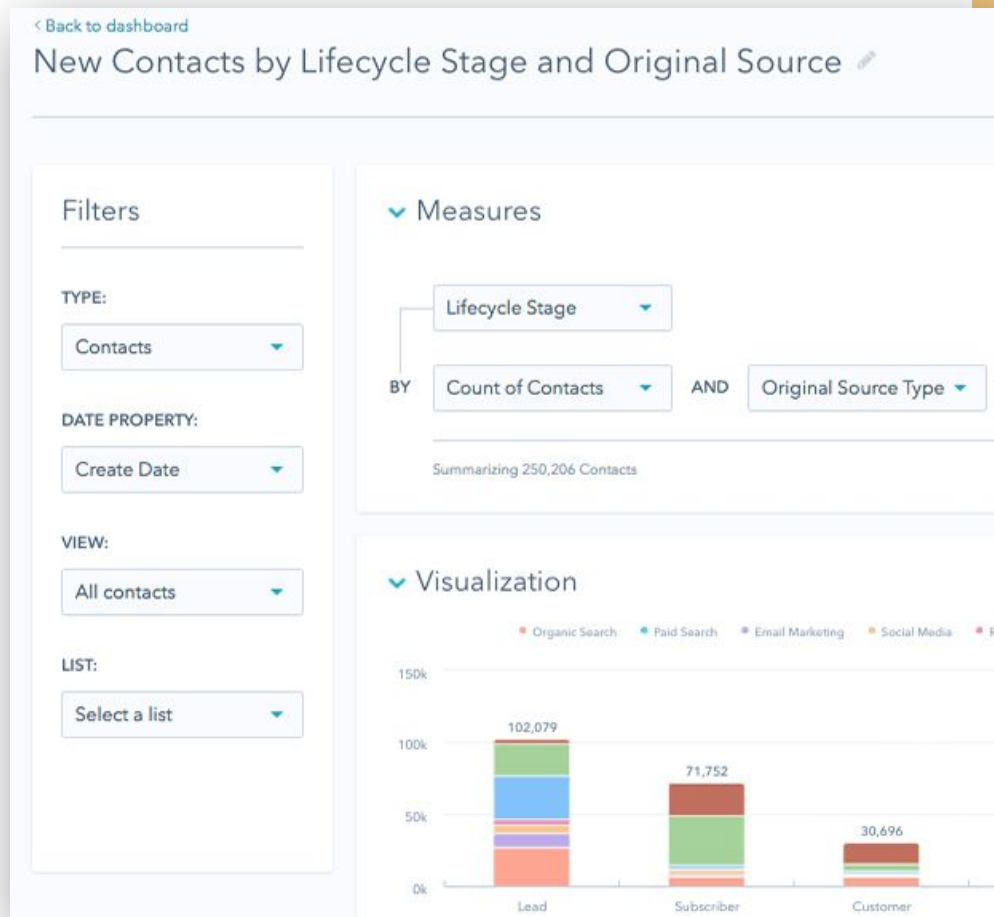 < Back to dashboard
New Contacts by Lifecycle Stage and Original Source
Filters
TYPE:
Contacts
DATE PROPERTY:
Create Date
VIEW:
All contacts
LIST:
Select a list
Measures
Lifecycle Stage
BY Count of Contacts AND Original Source Type
Summarizing 250,206 Contacts
Visualization
Organic Search Paid Search Email Marketing Social Media
150k
100k
50k
0k
102,079
71,752
30,696
Lead Subscriber Customer